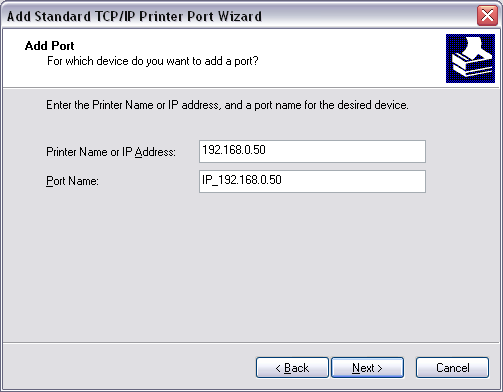 Add Standard TCP/IP Printer Port Wizard
Add Port
For which device do you want to add a port?
Enter the Printer Name or IP address, and a port name for the desired device.
Printer Name or IP Address: 192.168.0.50
Port Name: IP_192.168.0.50
< Back Next > Cancel